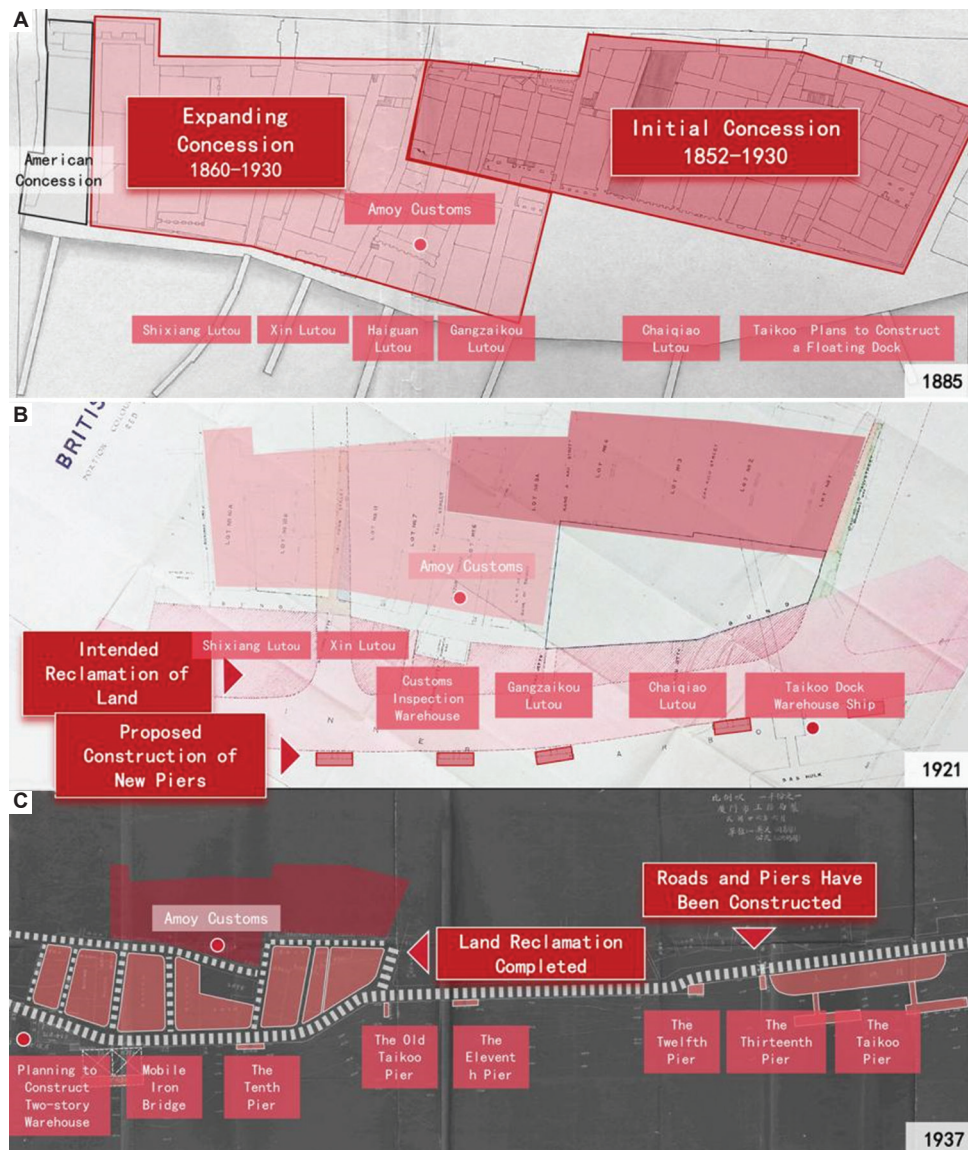 A
Expanding
Concession
1860-1930
Initial Concession
1852-1930
American
Concession
Amoy Customs
Shixiang Lutou
Xin Lutou
Haiguan
Lutou
Gangzaikou
Lutou
Chaiqiao
Lutou
Taikoo Plans to Construct
a Floating Dock
1885
B
BRITIS
Amoy Customs
Intended
Reclamation of
Land
Shixiang Lutou
Xin Lutou
Customs
Inspection
Warehouse
Gangzaikou
Lutou
Chaiqiao
Lutou
Taikoo Dock
Warehouse Ship
Proposed
Construction of
New Piers
1921
C
Roads and Piers Have
Been Constructed
Amoy Customs
Land Reclamation
Completed
Planning to
Construct
Two-story
Warehouse
Mobile
Iron
Bridge
The
Tenth
Pier
The Old
Taikoo
Pier
The
Elevent
h Pier
The
Twelfth
Pier
The
Thirteenth
Pier
The
Taikoo
Pier
1937